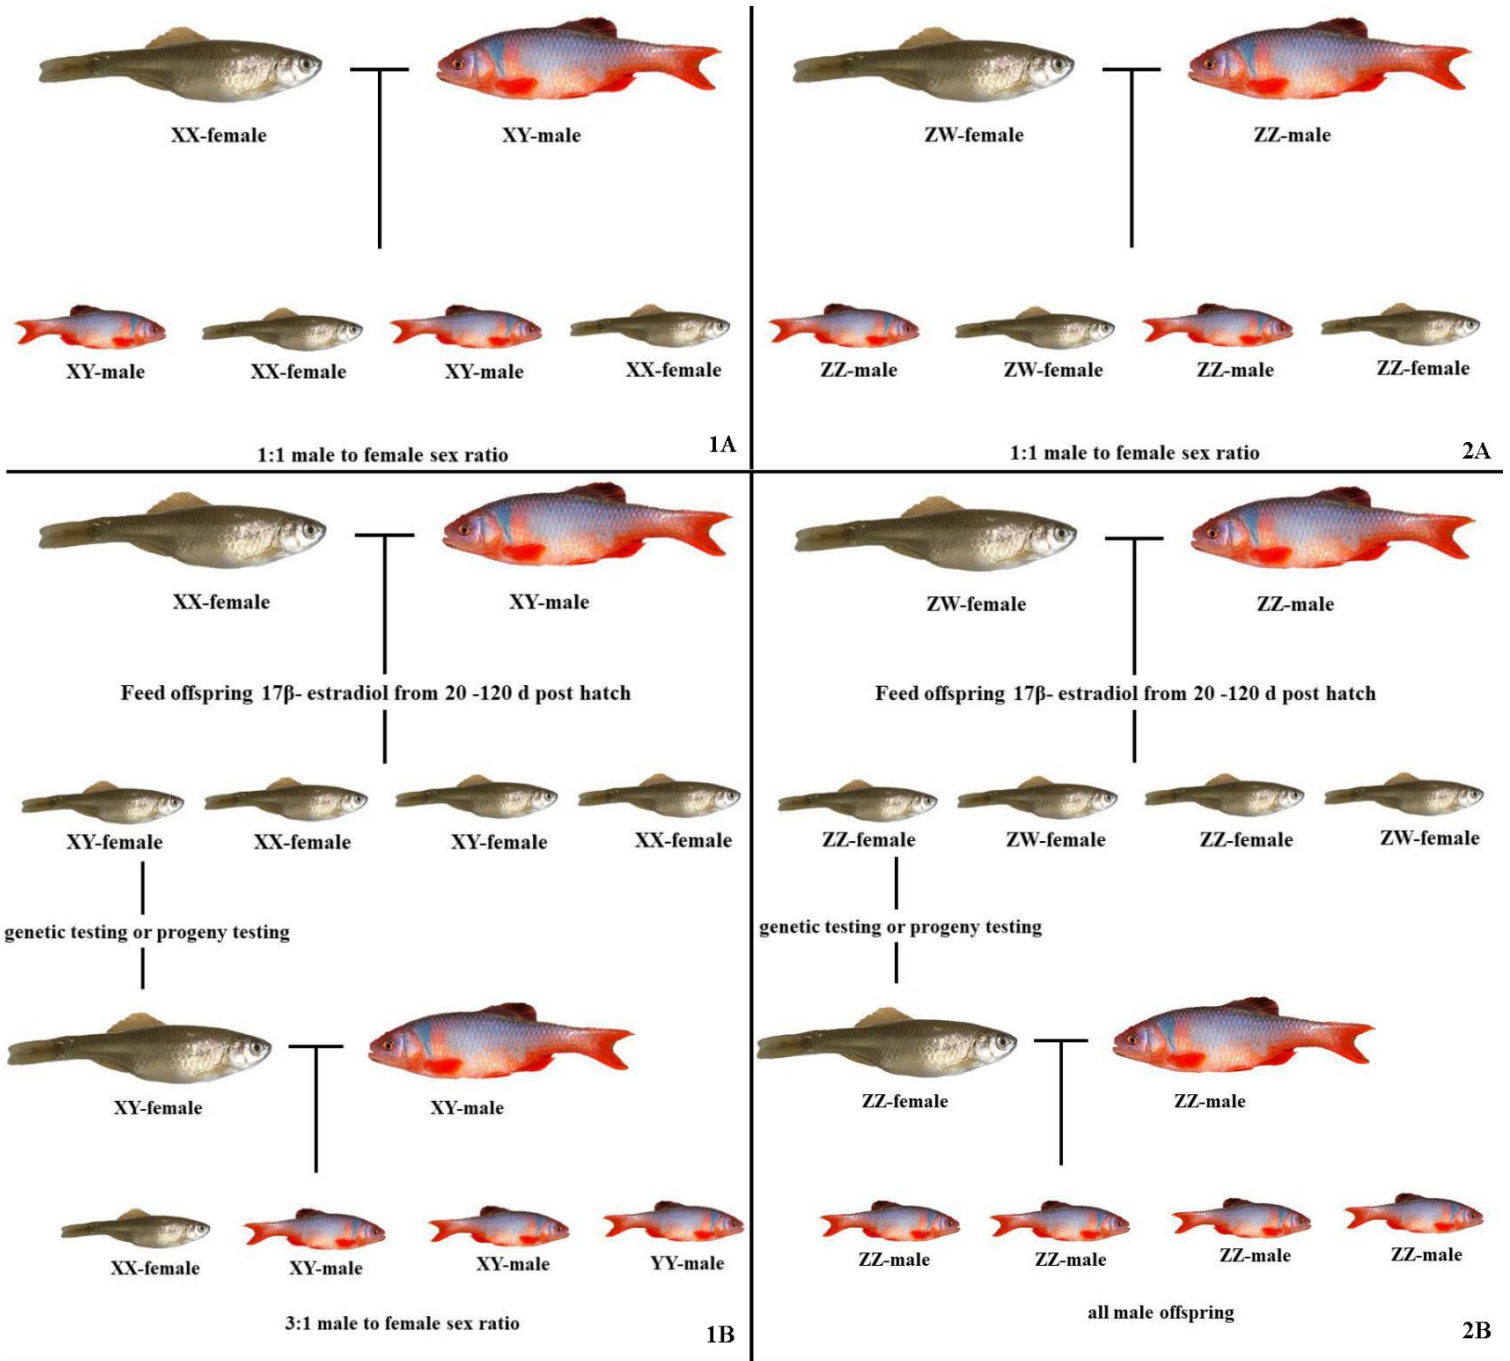 XX-female
XY-male
XY-male
XX-female
XY-male
XX-female
1:1 male to female sex ratio
1A
ZW-female
ZZ-male
ZZ-male
ZW-female
ZZ-male
ZZ-female
1:1 male to female sex ratio
2A
XX-female
XY-male
Feed offspring 17β- estradiol from 20 -120 d post hatch
XY-female
XX-female
XY-female
XX-female
genetic testing or progeny testing
XY-female
XY-male
XX-female
XY-male
XY-male
YY-male
3:1 male to female sex ratio
1B
ZW-female
ZZ-male
Feed offspring 17β- estradiol from 20 -120 d post hatch
ZZ-female
ZW-female
ZZ-female
ZW-female
genetic testing or progeny testing
ZZ-female
ZZ-male
ZZ-male
ZZ-male
ZZ-male
ZZ-male
all male offspring
2B